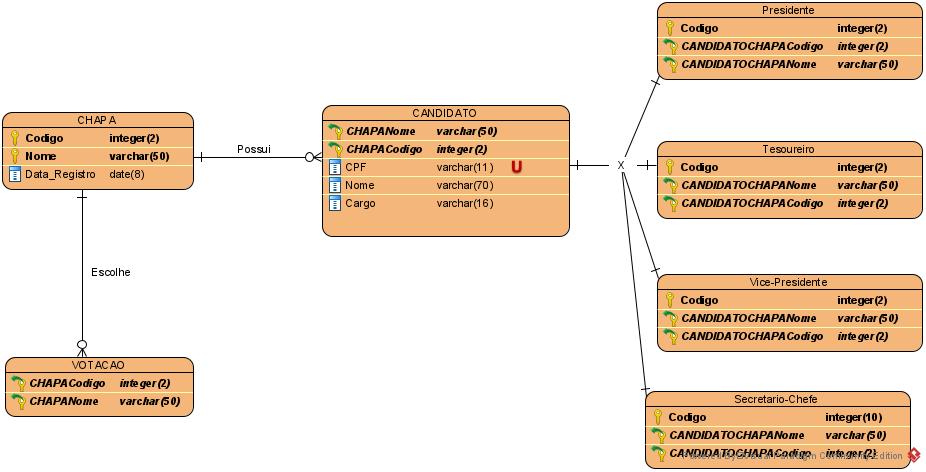 CHAPA
Codigo integer(2)
Nome varchar(50)
Data_Registro date(8)
Possui
CANDIDATO
CHAPANome varchar(50)
CHAPACodigo integer(2)
CPF varchar(11) U
Nome varchar(70)
Cargo varchar(16)
X
Presidente
Codigo integer(2)
CANDIDATOCHAPACodigo integer(2)
CANDIDATOCHAPANome varchar(50)
Tesoureiro
Codigo integer(2)
CANDIDATOCHAPANome varchar(50)
CANDIDATOCHAPACodigo integer(2)
Vice-Presidente
Codigo integer(2)
CANDIDATOCHAPANome varchar(50)
CANDIDATOCHAPACodigo integer(2)
Secretario-Chefe
Codigo integer(10)
CANDIDATOCHAPANome varchar(50)
CANDIDATOCHAPACodigo integer(2)
Escolhe
VOTACAO
CHAPACodigo integer(2)
CHAPANome varchar(50)
Edition